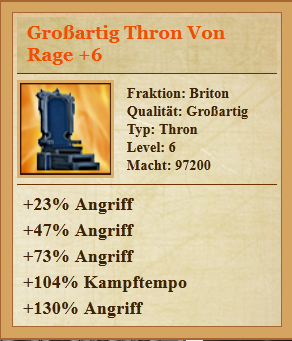 Großartig Thron Von
Rage +6
Fraktion: Briton
Qualität: Großartig
Typ: Thron
Level: 6
Macht: 97200
+23% Angriff
+47% Angriff
+73% Angriff
+104% Kampftempo
+130% Angriff